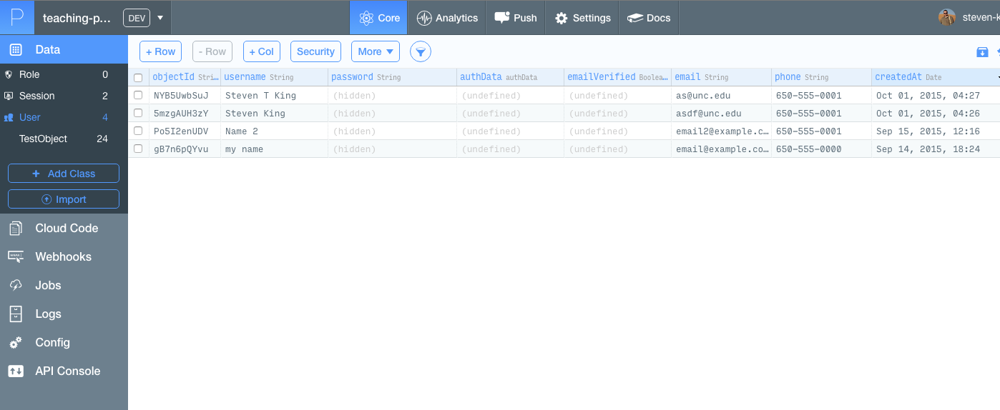 P teaching-p... DEV Core Analytics Push Settings Docs steven-k
Data
Role 0
Session 2
User 4
TestObject 24
+ Add Class
Import
Cloud Code
Webhooks
Jobs
Logs
Config
API Console
+ Row - Row + Col Security More
objectId Stri... username String password String authData authData emailVerified Boolea... email String phone String createdAt Date
NYB5UwbSuJ Steven T King (hidden) (undefined) (undefined) as@unc.edu 650-555-0001 Oct 01, 2015, 04:27
5mzgAUH3zY Steven King (hidden) (undefined) (undefined) asdf@unc.edu 650-555-0001 Oct 01, 2015, 04:26
Po5I2enUDV Name 2 (hidden) (undefined) (undefined) email2@example.c... 650-555-0001 Sep 15, 2015, 12:16
gB7n6pQYvu my name (hidden) (undefined) (undefined) email@example.co... 650-555-0000 Sep 14, 2015, 18:24